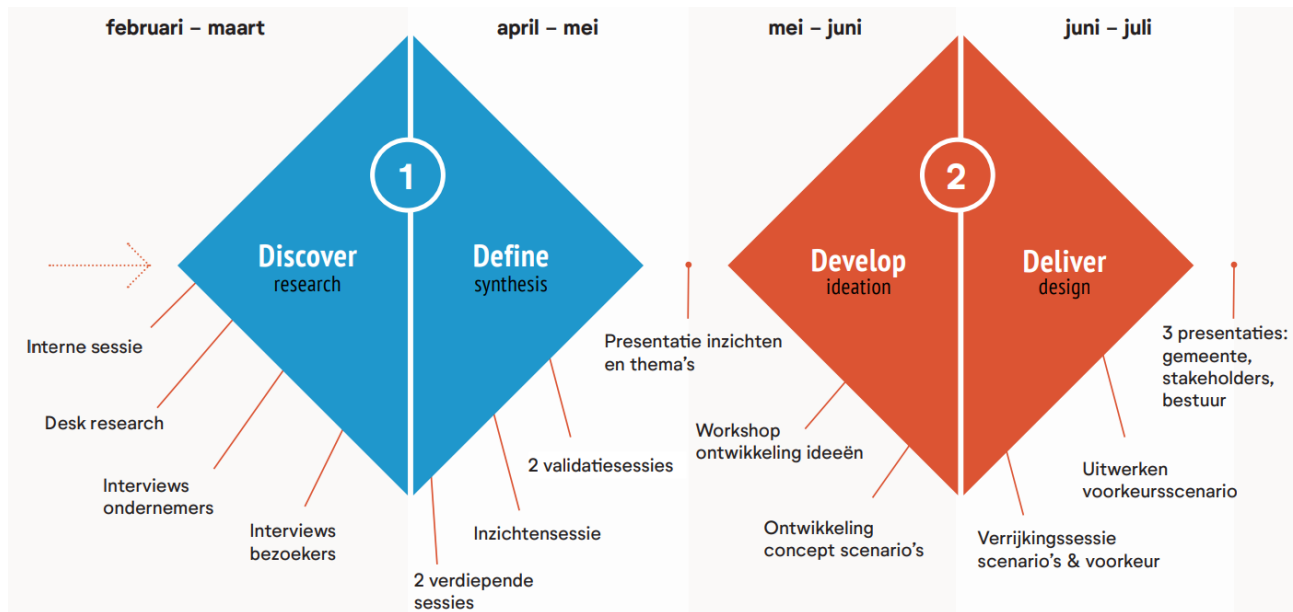 februari – maart
april – mei
mei – juni
juni – juli
1
2
Discover
research
Define
synthesis
Develop
ideation
Deliver
design
Interne sessie
Desk research
Interviews
ondernemers
Interviews
bezoekers
2 verdiepende
sessies
Inzichtensessie
2 validatiesessies
Presentatie inzichten
en thema's
Workshop
ontwikkeling ideeën
Ontwikkeling
concept scenario's
Verrijkingssessie
scenario's & voorkeur
Uitwerken
voorkeursscenario
3 presentaties:
gemeente,
stakeholders,
bestuur